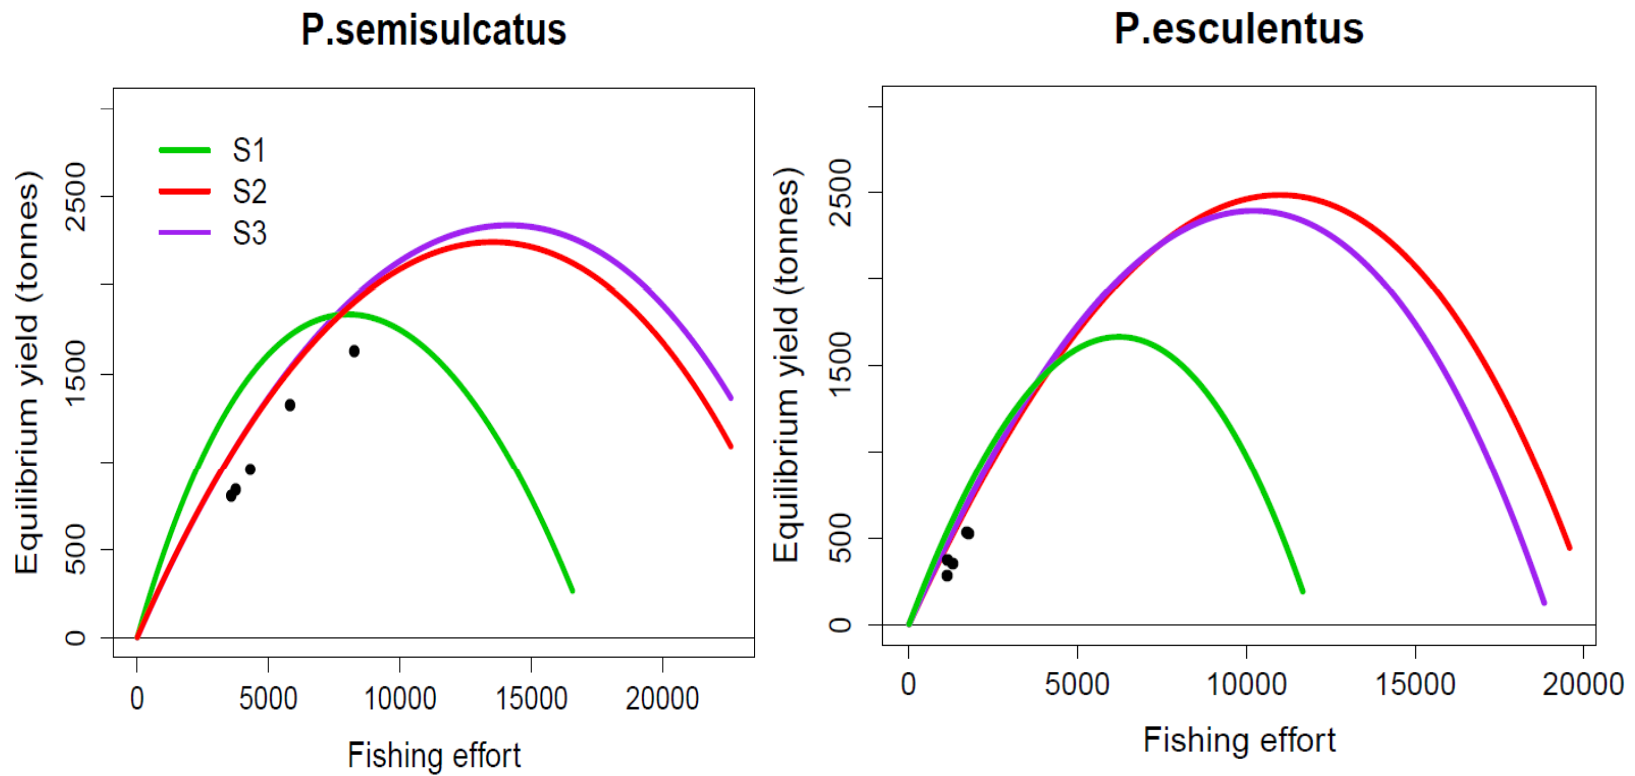 P.semisulcatus
P.esculentus
S1
S2
S3
Equilibrium yield (tonnes)
0
500
1500
2500
0 5000 10000 15000 20000
Fishing effort
Equilibrium yield (tonnes)
0
500
1500
2500
0 5000 10000 15000 20000
Fishing effort